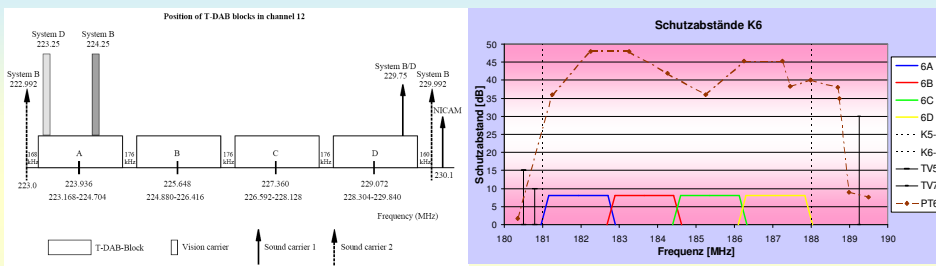 Position of T-DAB blocks in channel 12
System D
223.25
System B
224.25
System B
222.992
System B/D
229.75
System B
229.992
NICAM
168
kHz
A
176
kHz
B
176
kHz
C
176
kHz
D
160
kHz
223.0
230.1
223.936
225.648
227.360
229.072
223.168-224.704
224.880-226.416
226.592-228.128
228.304-229.840
Frequency (MHz)
T-DAB-Block
Vision carrier
Sound carrier 1
Sound carrier 2
Schutzabstände K6
Schutzabstand [dB]
50
45
40
35
30
25
20
15
10
5
0
180 181 182 183 184 185 186 187 188 189 190
Frequenz [MHz]
6A
6B
6C
6D
K5-
K6-
TV5
TV7
PT6